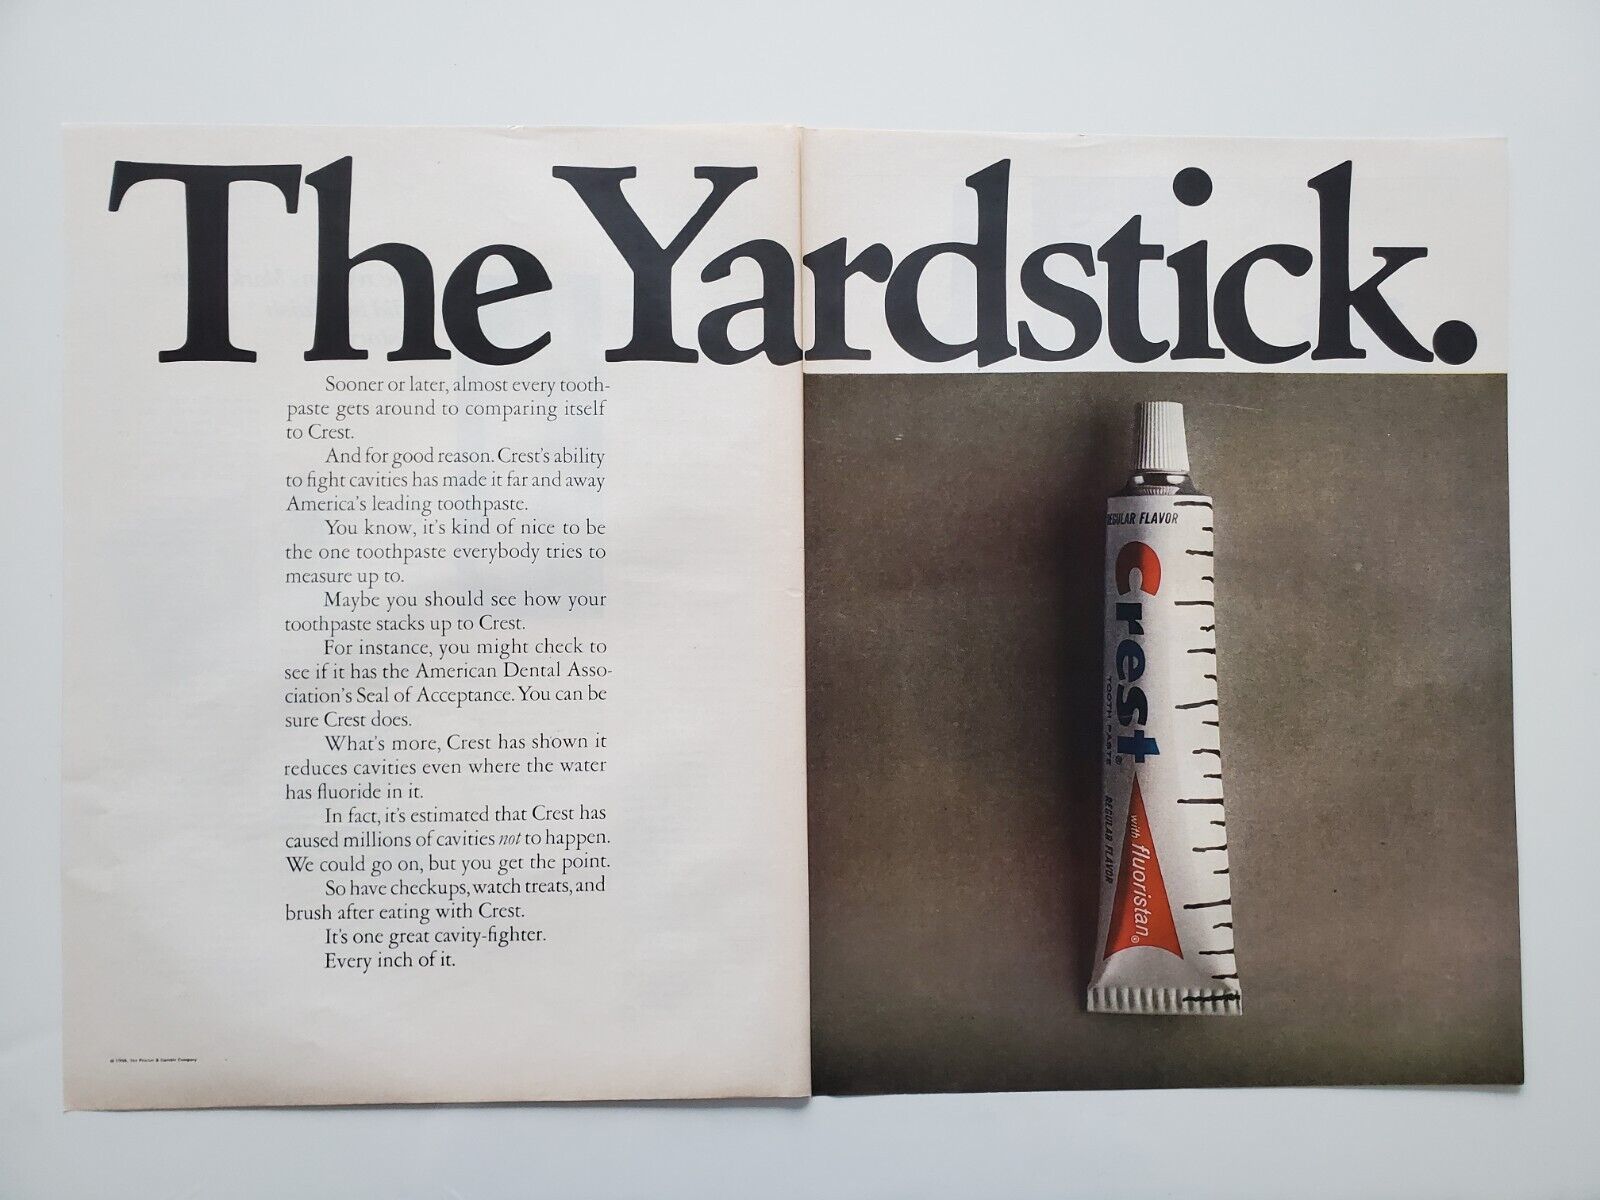 The Yardstick.
Sooner or later, almost every tooth-
paste gets around to comparing itself
to Crest.
And for good reason. Crest's ability
to fight cavities has made it far and away
America's leading toothpaste.
You know, it's kind of nice to be
the one toothpaste everybody tries to
measure up to.
Maybe you should see how your
toothpaste stacks up to Crest.
For instance, you might check to
see if it has the American Dental Asso-
ciation's Seal of Acceptance. You can be
sure Crest does.
What's more, Crest has shown it
reduces cavities even where the water
has fluoride in it.
In fact, it's estimated that Crest has
caused millions of cavities not to happen.
We could go on, but you get the point.
So have checkups, watch treats, and
brush after eating with Crest.
It's one great cavity-fighter.
Every inch of it.
The Procter & Gamble Company
REGULAR FLAVOR
Crest®
TOOTH PASTE
REGULAR FLAVOR
with fluoristan®